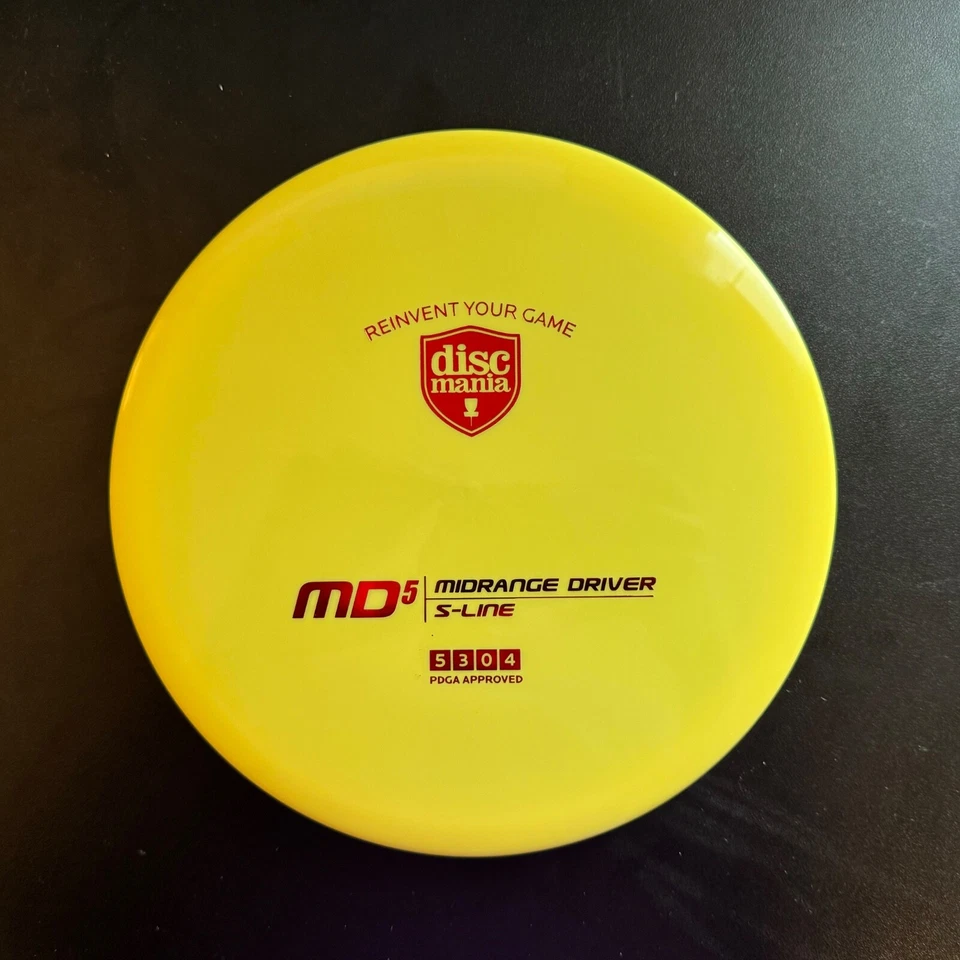 REINVENT YOUR GAME
disc
mania
MD5 MIDRANGE DRIVER
S-LINE
5 3 0 4
PDGA APPROVED